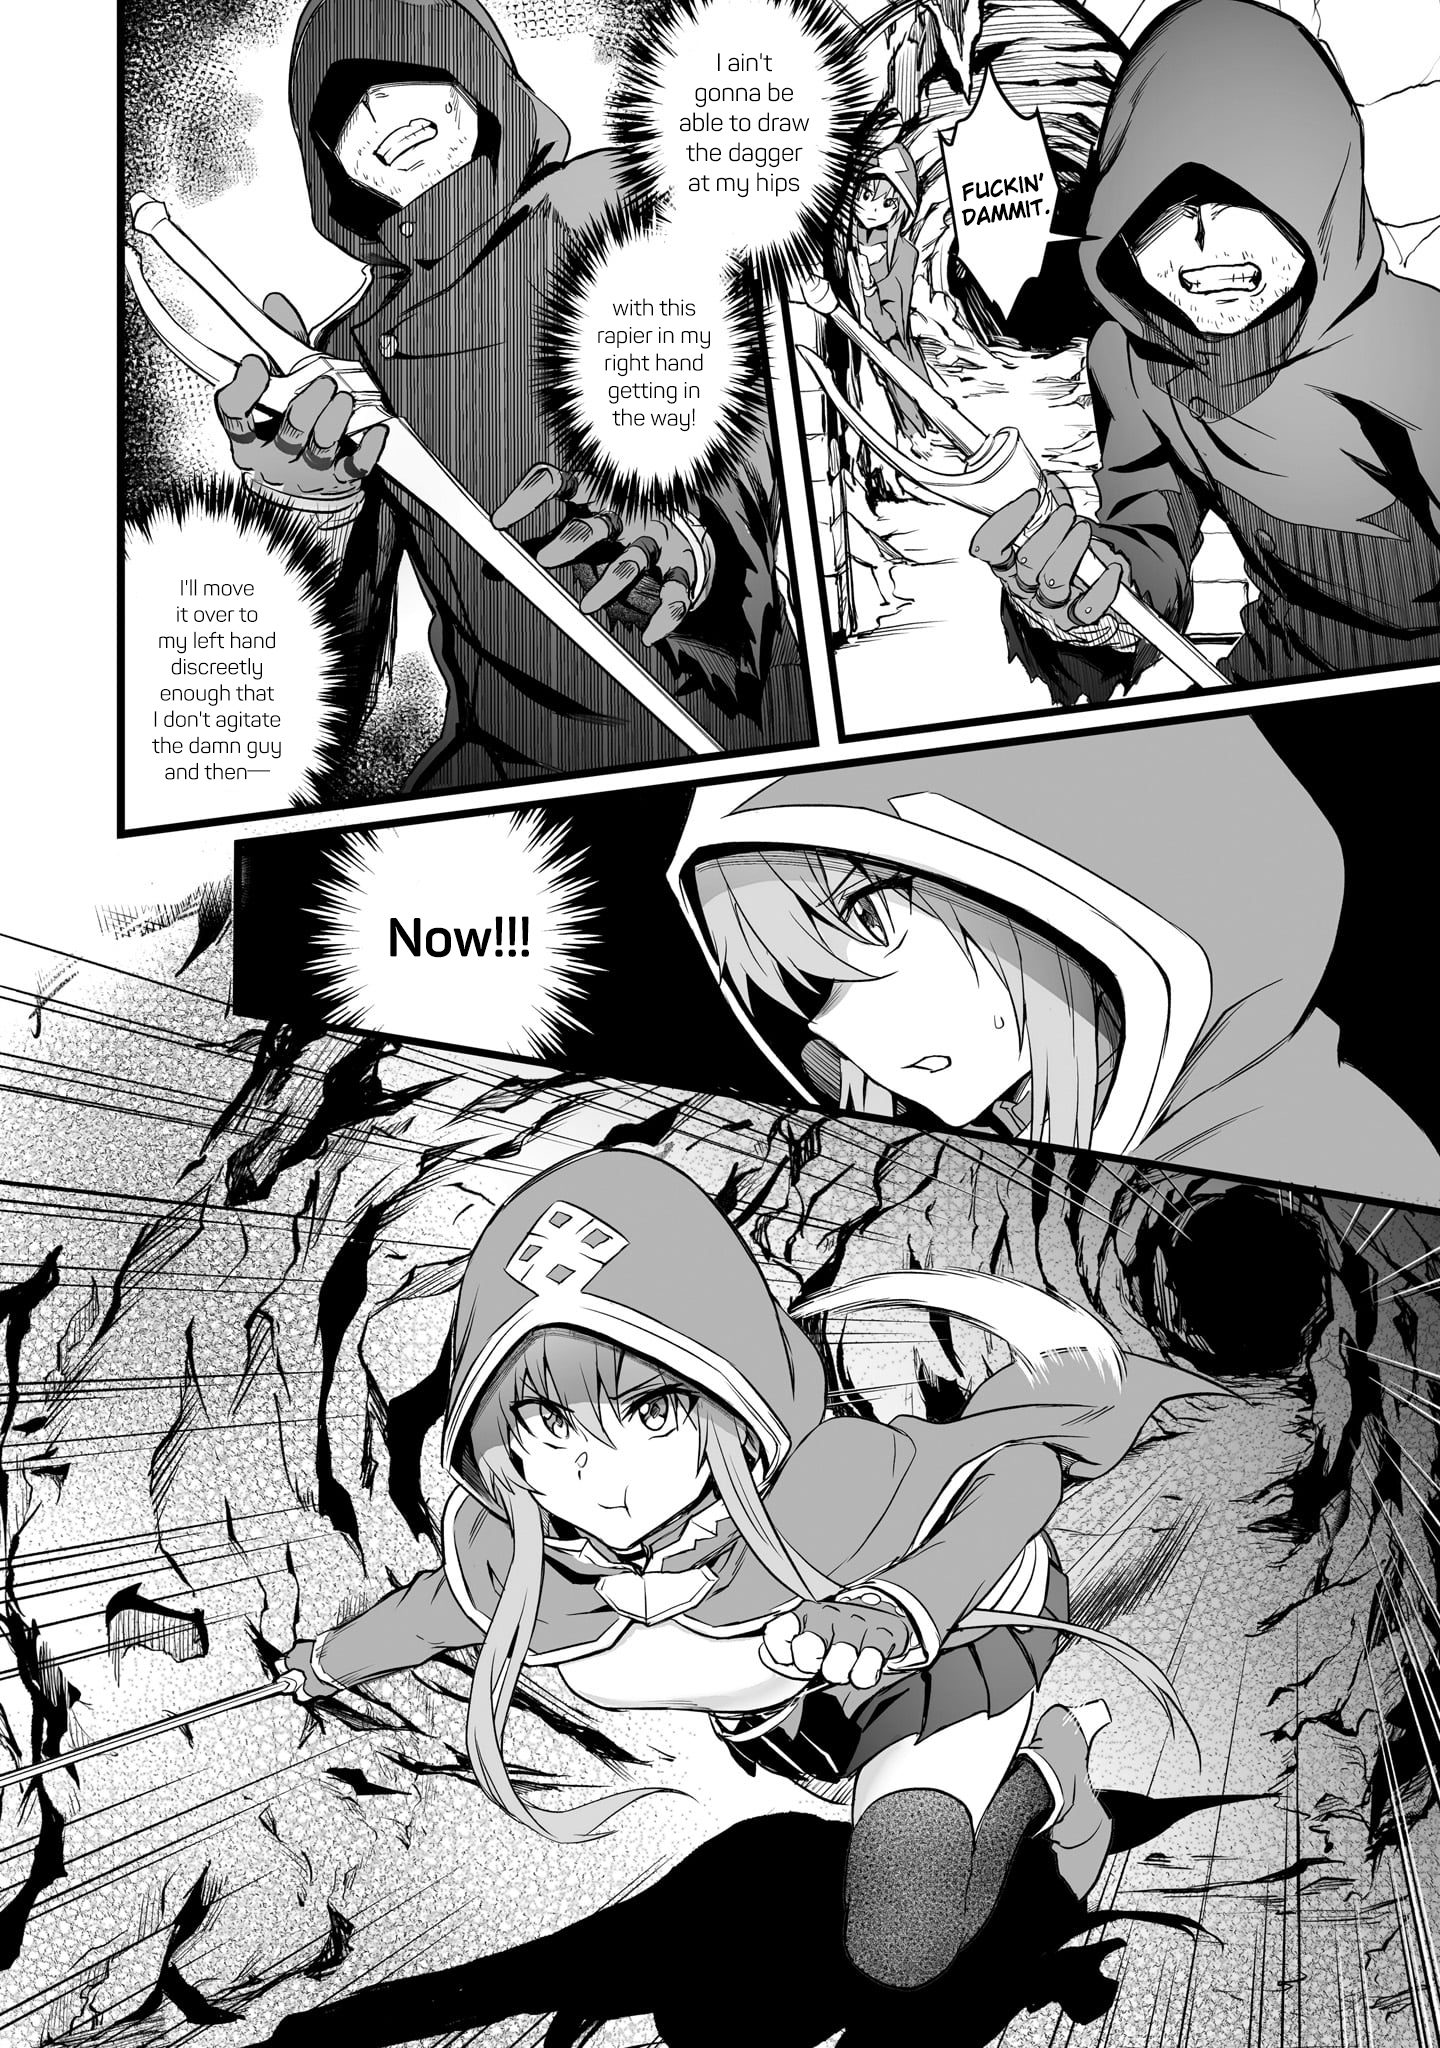 FUCKIN'
DAMMIT.
I ain't
gonna be
able to draw
the dagger
at my hips
with this
rapier in my
right hand
getting in
the way!
I'll move
it over to
my left hand
discreetly
enough that
I don't agitate
the damn guy
and then—
Now!!!